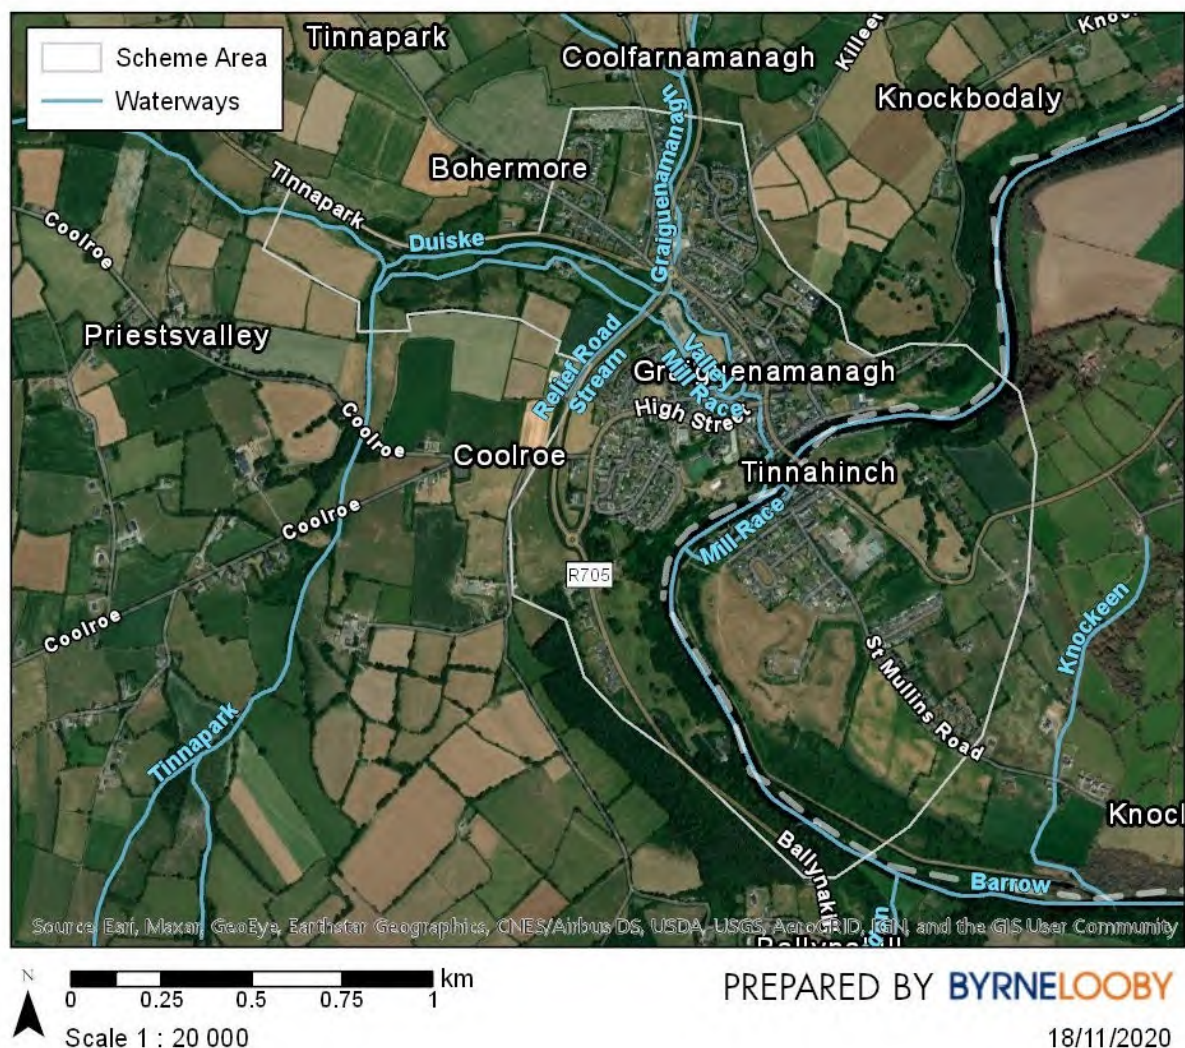 Scheme Area
Waterways
Tinnapark
Coolfarnamanagh
Killeen
Knockbodaly
Bohermore
Graiguenamanagh
Tinnapark
Coolroe
Duiske
Priestsvalley
Relief Road
Stream
Valley
Mill Race
Graiguenamanagh
High Street
Coolroe
Coolroe
Tinnahinch
Coolroe
Mill-Race
R705
Coolroe
Knockeen
St Mullins Road
Tinnapark
Ballynakil
Barrow
Source: Esri, Maxar, GeoEye, Earthstar Geographics, CNES/Airbus DS, USDA, USGS, AeroGRID, IGN, and the GIS User Community
N
0 0.25 0.5 0.75 1 km
Scale 1 : 20 000
PREPARED BY BYRNELOOBY
18/11/2020